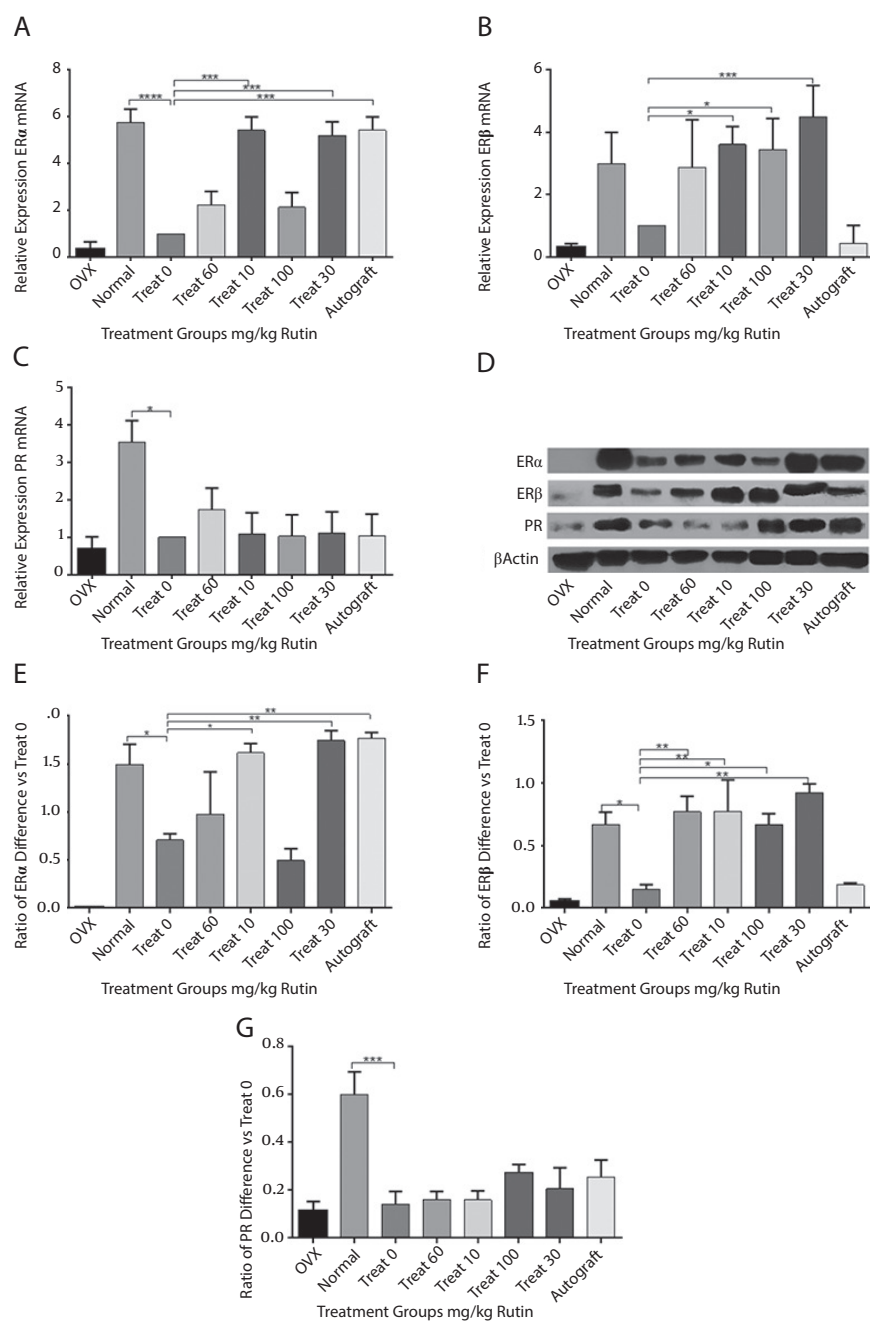 A
Relative Expression ERα mRNA
8
6
4
2
0
****
***
***
***
OVX
Normal
Treat 0
Treat 60
Treat 10
Treat 100
Treat 30
Autograft
Treatment Groups mg/kg Rutin
B
Relative Expression ERβ mRNA
6
4
2
0
***
*
*
OVX
Normal
Treat 0
Treat 60
Treat 10
Treat 100
Treat 30
Autograft
Treatment Groups mg/kg Rutin
C
Relative Expression PR mRNA
5
4
3
2
1
0
*
OVX
Normal
Treat 0
Treat 60
Treat 10
Treat 100
Treat 30
Autograft
Treatment Groups mg/kg Rutin
D
ERα
ERβ
PR
βActin
OVX
Normal
Treat 0
Treat 60
Treat 10
Treat 100
Treat 30
Autograft
Treatment Groups mg/kg Rutin
E
Ratio of ERα Difference vs Treat 0
.0
1.5
1.0
0.5
0.0
*
**
**
*
OVX
Normal
Treat 0
Treat 60
Treat 10
Treat 100
Treat 30
Autograft
Treatment Groups mg/kg Rutin
F
Ratio of ERβ Difference vs Treat 0
1.5
1.0
0.5
0.0
*
**
**
*
**
OVX
Normal
Treat 0
Treat 60
Treat 10
Treat 100
Treat 30
Autograft
Treatment Groups mg/kg Rutin
G
Ratio of PR Difference vs Treat 0
0.8
0.6
0.4
0.2
0.0
***
OVX
Normal
Treat 0
Treat 60
Treat 10
Treat 100
Treat 30
Autograft
Treatment Groups mg/kg Rutin